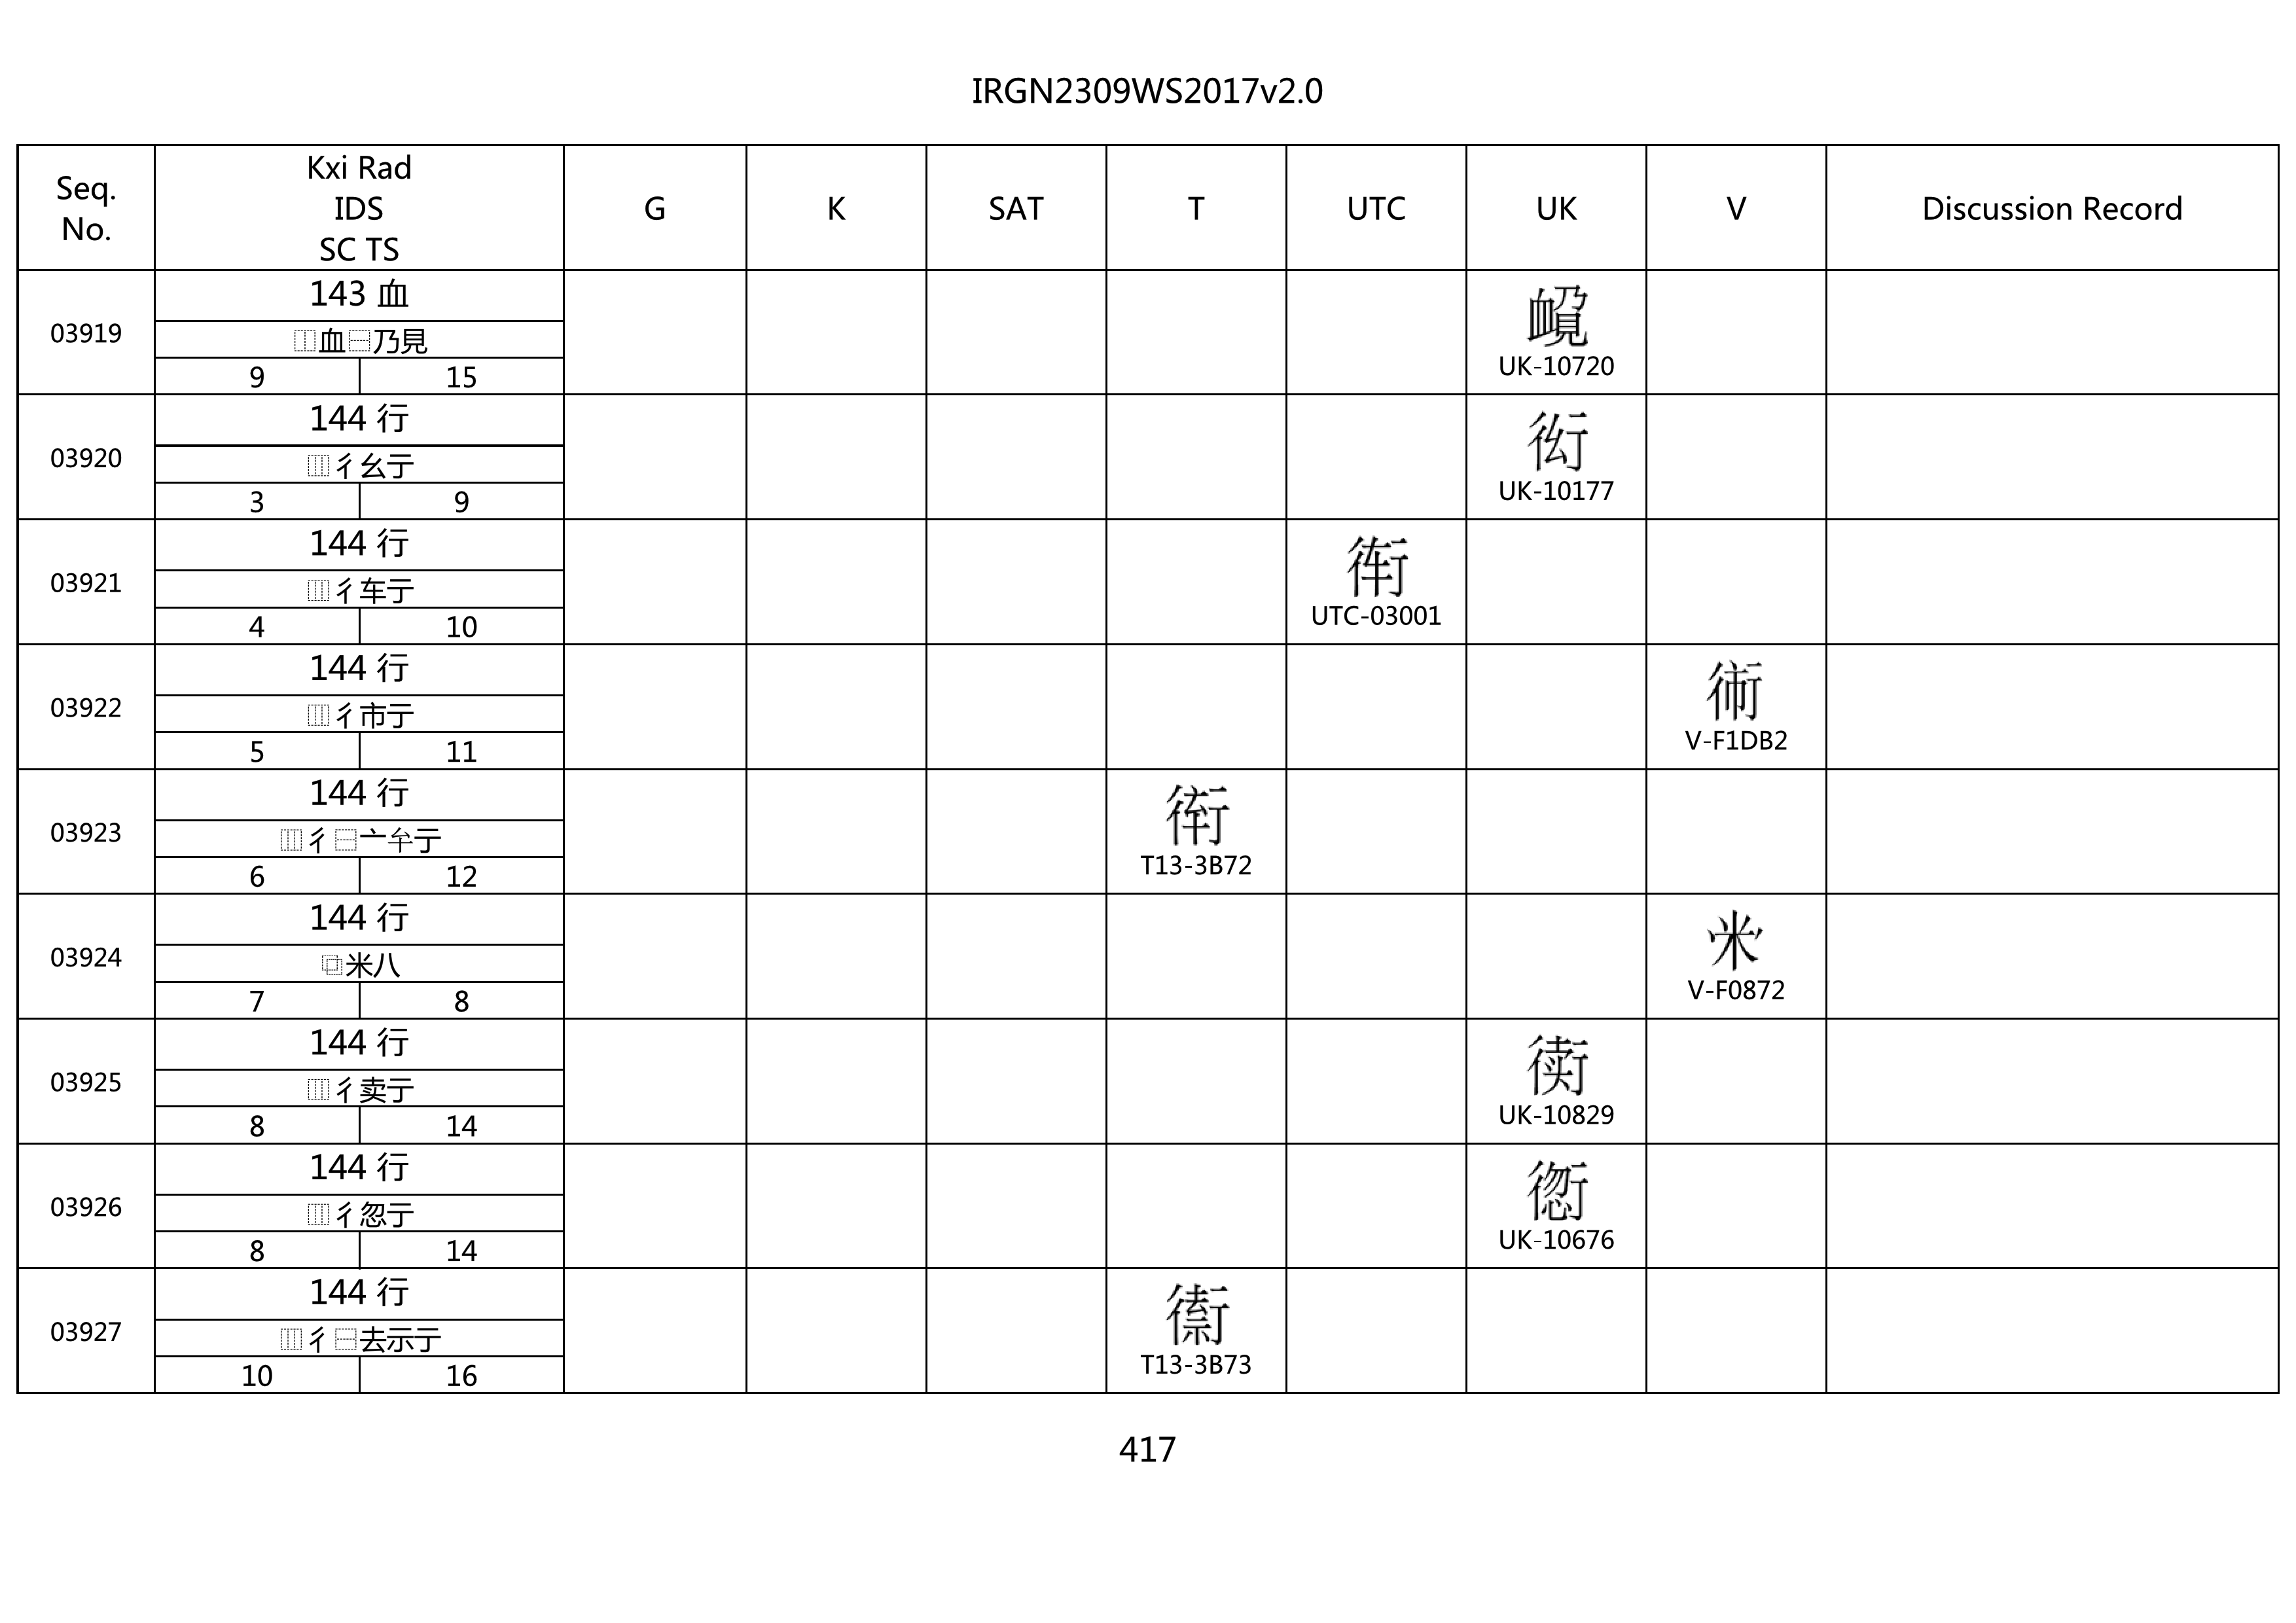 IRGN2309WS2017v2.0
Seq. No.
Kxi Rad IDS SC TS
G
K
SAT
T
UTC
UK
V
Discussion Record
03919
143 血
⿰血⿱乃見
9 15
UK-10720
03920
144 行
⿲彳幺亍
3 9
UK-10177
03921
144 行
⿲彳车亍
4 10
UTC-03001
03922
144 行
⿲彳市亍
5 11
V-F1DB2
03923
144 行
⿲彳⿱亠𠦒亍
6 12
T13-3B72
03924
144 行
⿻米八
7 8
V-F0872
03925
144 行
⿲彳卖亍
8 14
UK-10829
03926
144 行
⿲彳忽亍
8 14
UK-10676
03927
144 行
⿲彳⿱去示亍
10 16
T13-3B73
417